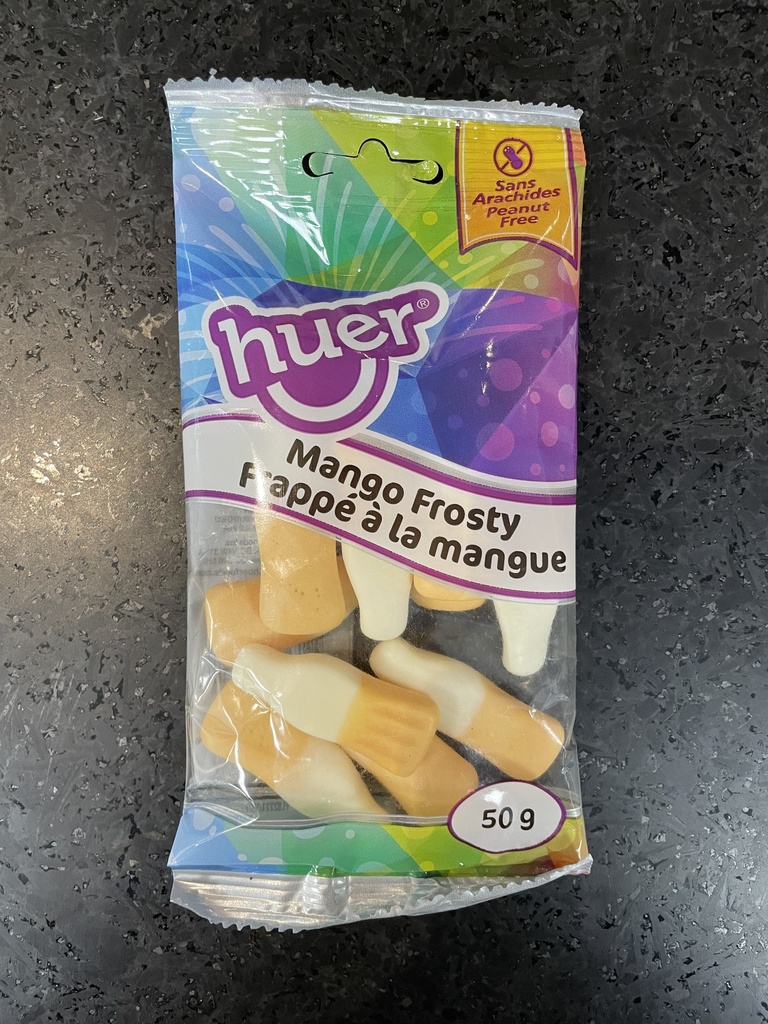 Sans
Arachides
Peanut
Free
huer®
Mango Frosty
Frappé à la mangue
50 g